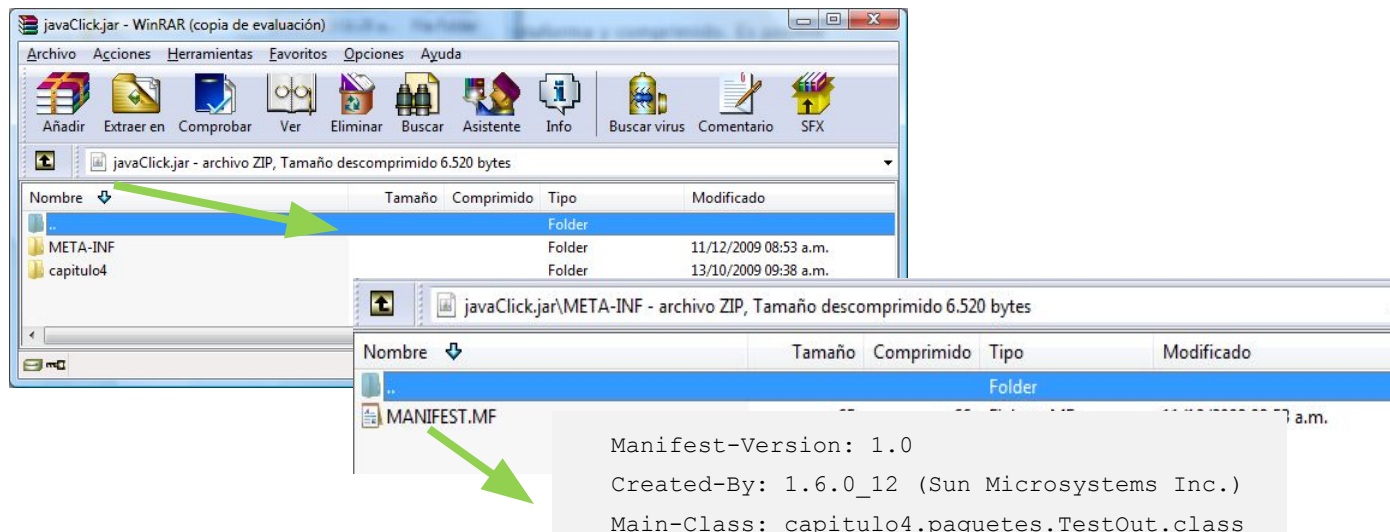 javaClick.jar - WinRAR (copia de evaluación)
Archivo Acciones Herramientas Favoritos Opciones Ayuda
Añadir Extraer en Comprobar Ver Eliminar Buscar Asistente Info Buscar virus Comentario SFX
javaClick.jar - archivo ZIP, Tamaño descomprimido 6.520 bytes
Nombre Tamaño Comprimido Tipo Modificado
.. Folder
META-INF Folder 11/12/2009 08:53 a.m.
capitulo4 Folder 13/10/2009 09:38 a.m.
javaClick.jar\META-INF - archivo ZIP, Tamaño descomprimido 6.520 bytes
Nombre Tamaño Comprimido Tipo Modificado
.. Folder
MANIFEST.MF a.m.
Manifest-Version: 1.0
Created-By: 1.6.0_12 (Sun Microsystems Inc.)
Main-Class: capitulo4.paquetes.TestOut.class